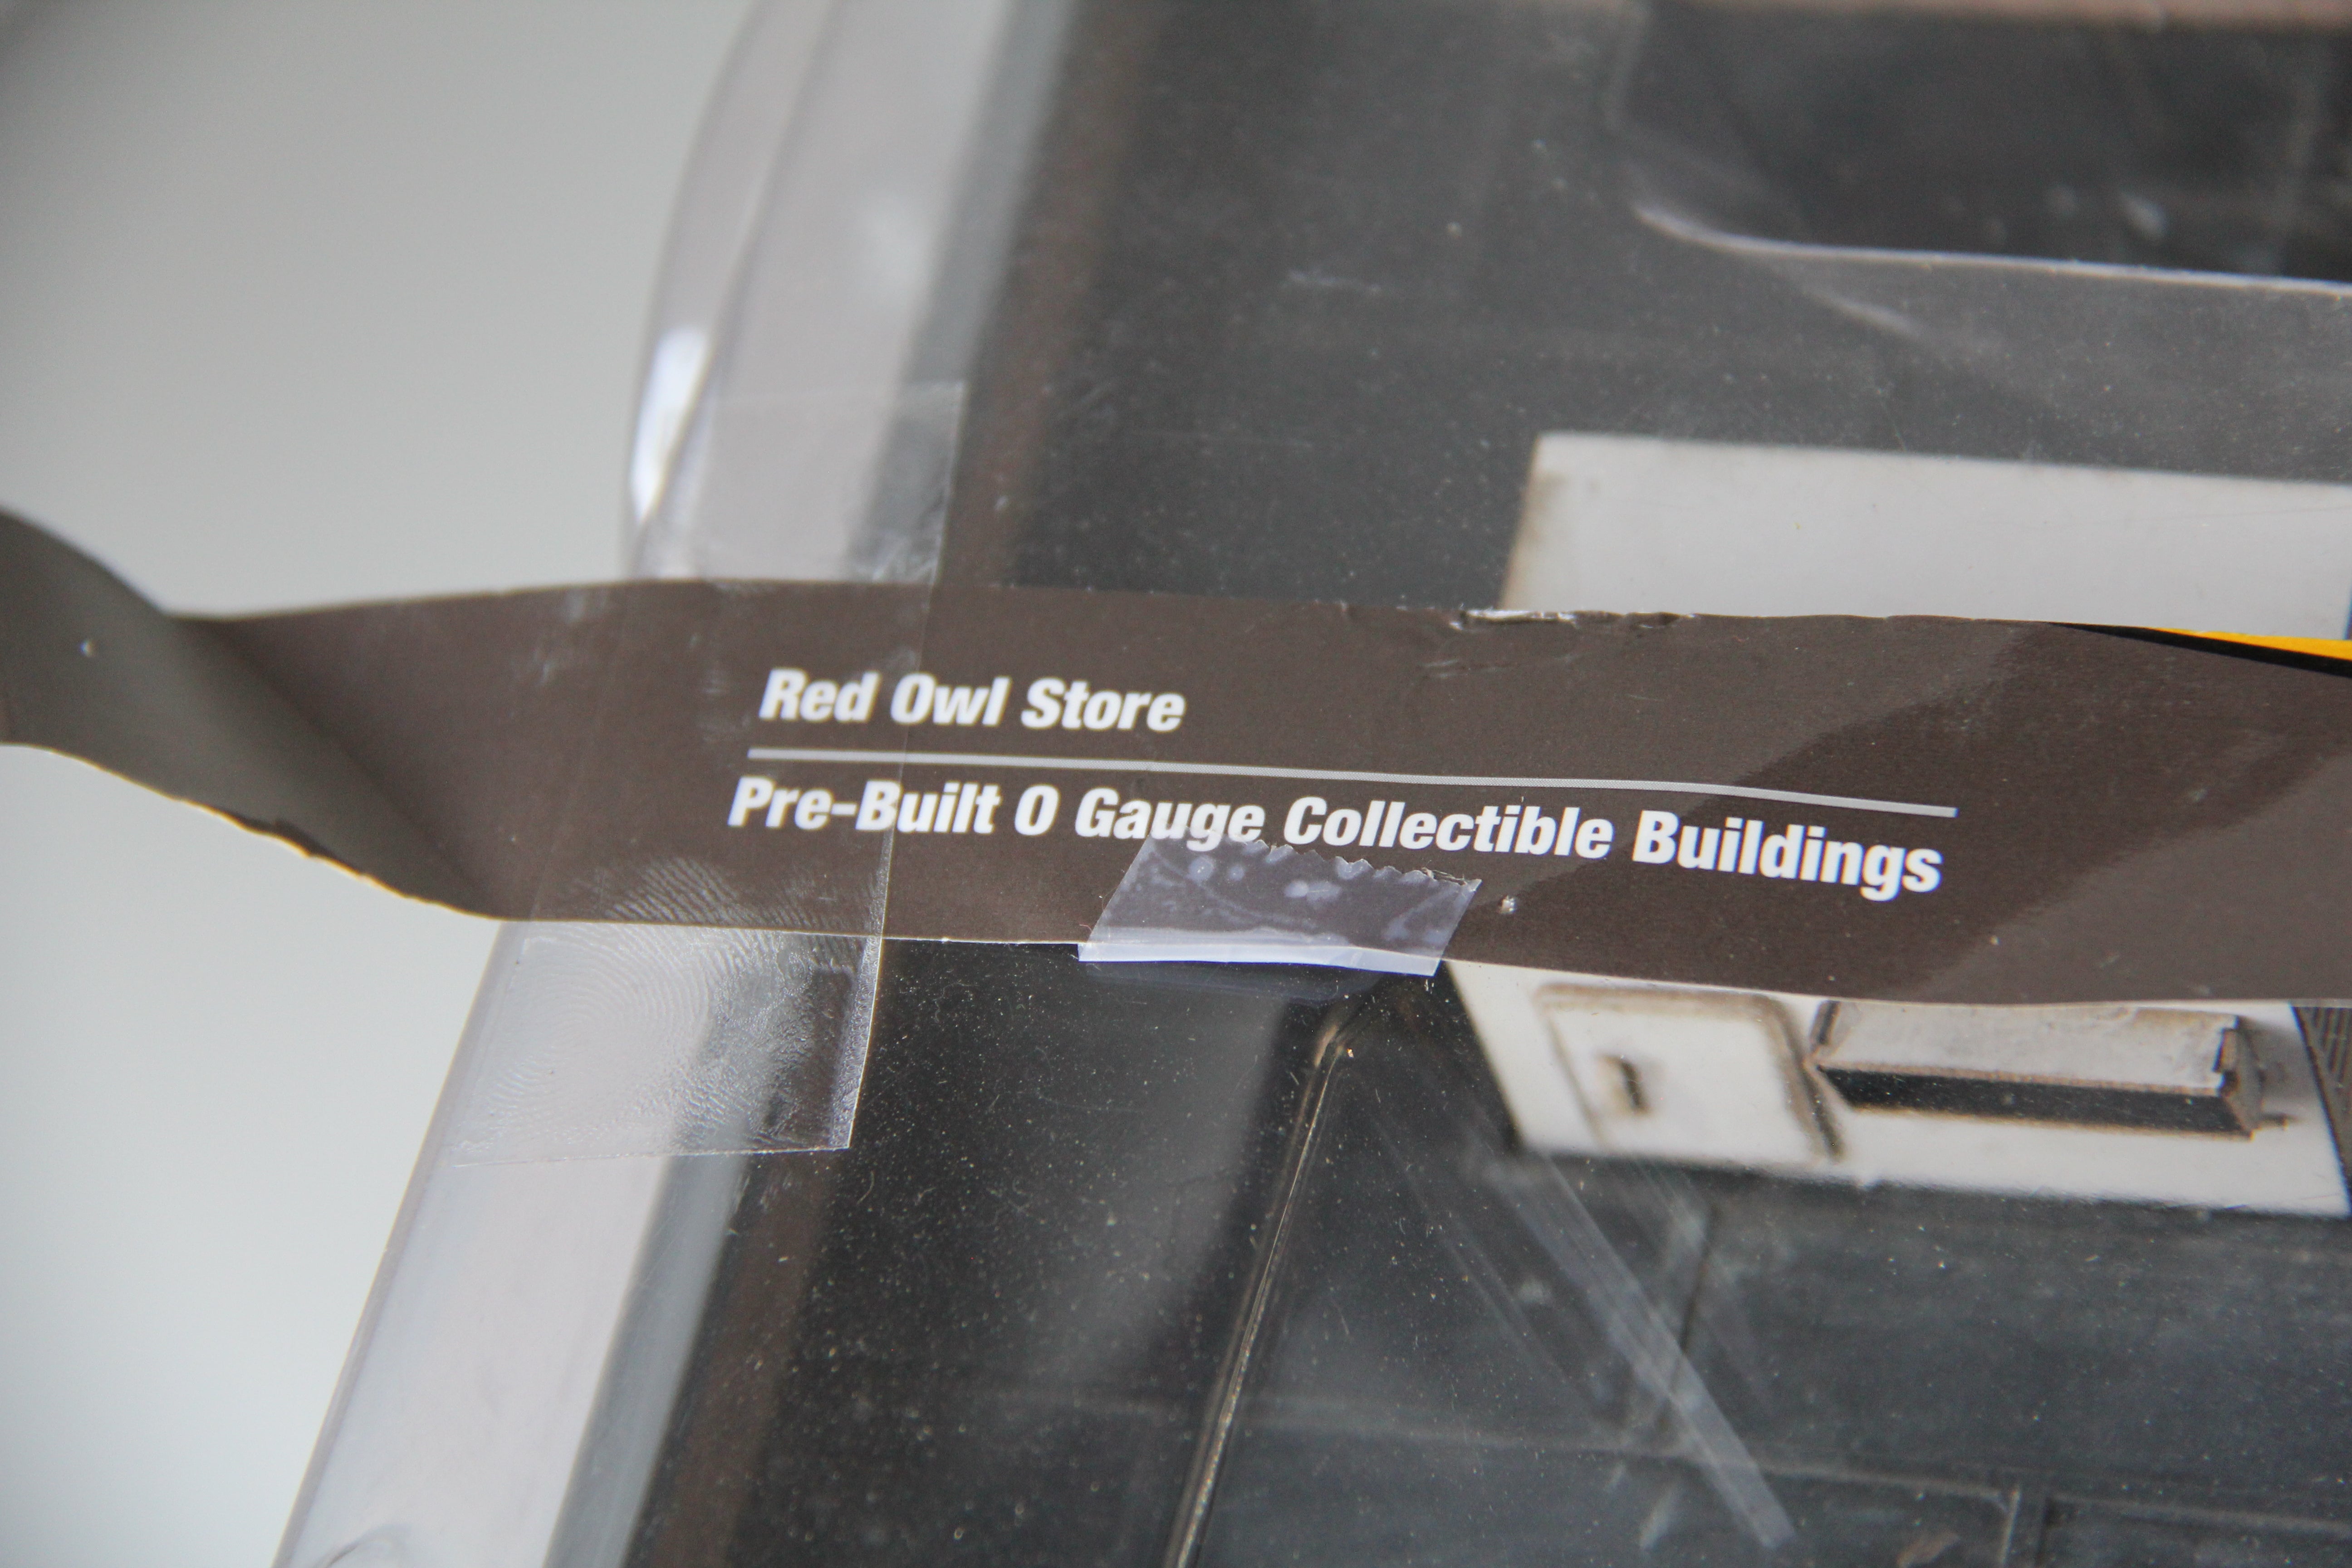 Red Owl Store
Pre-Built O Gauge Collectible Buildings